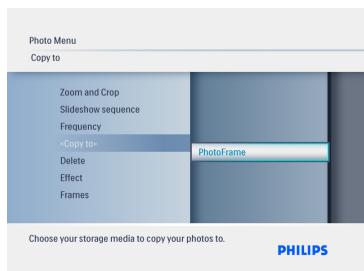 Photo Menu
Copy to
Zoom and Crop
Slideshow sequence
Frequency
<Copy to>
PhotoFrame
Delete
Effect
Frames
Choose your storage media to copy your photos to.
PHILIPS